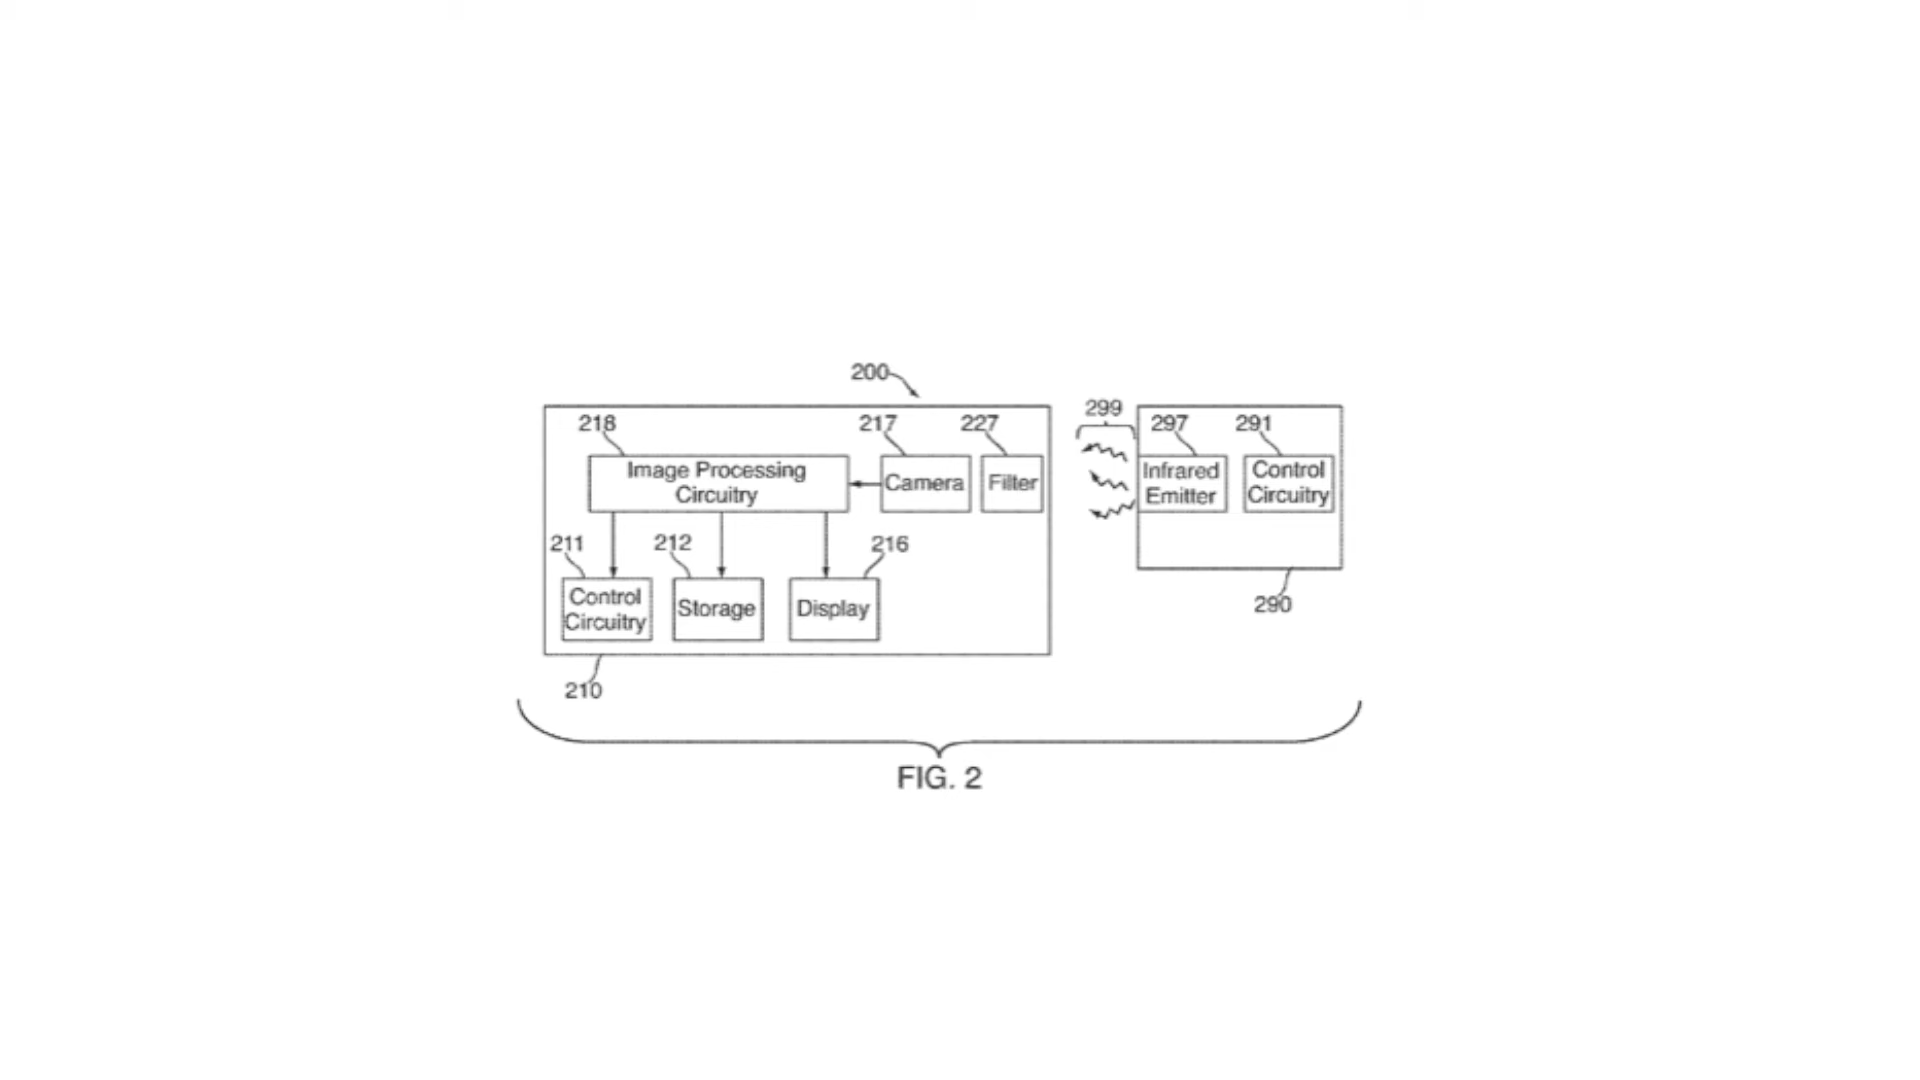 200
218
217
227
299
297
291
Image Processing
Circuitry
Camera
Filter
Infrared
Emitter
Control
Circuitry
211
212
216
Control
Circuitry
Storage
Display
290
210
FIG. 2